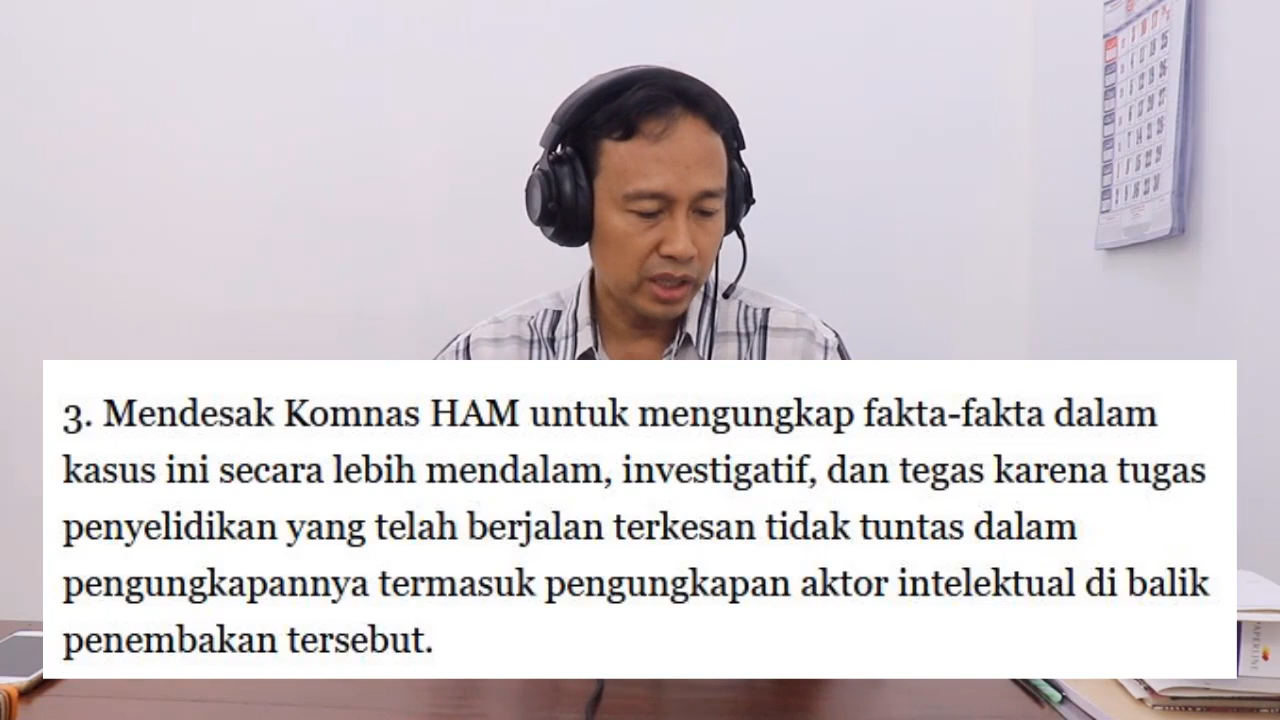 3. Mendesak Komnas HAM untuk mengungkap fakta-fakta dalam
kasus ini secara lebih mendalam, investigatif, dan tegas karena tugas
penyelidikan yang telah berjalan terkesan tidak tuntas dalam
pengungkapannya termasuk pengungkapan aktor intelektual di balik
penembakan tersebut.
PAPERLINE